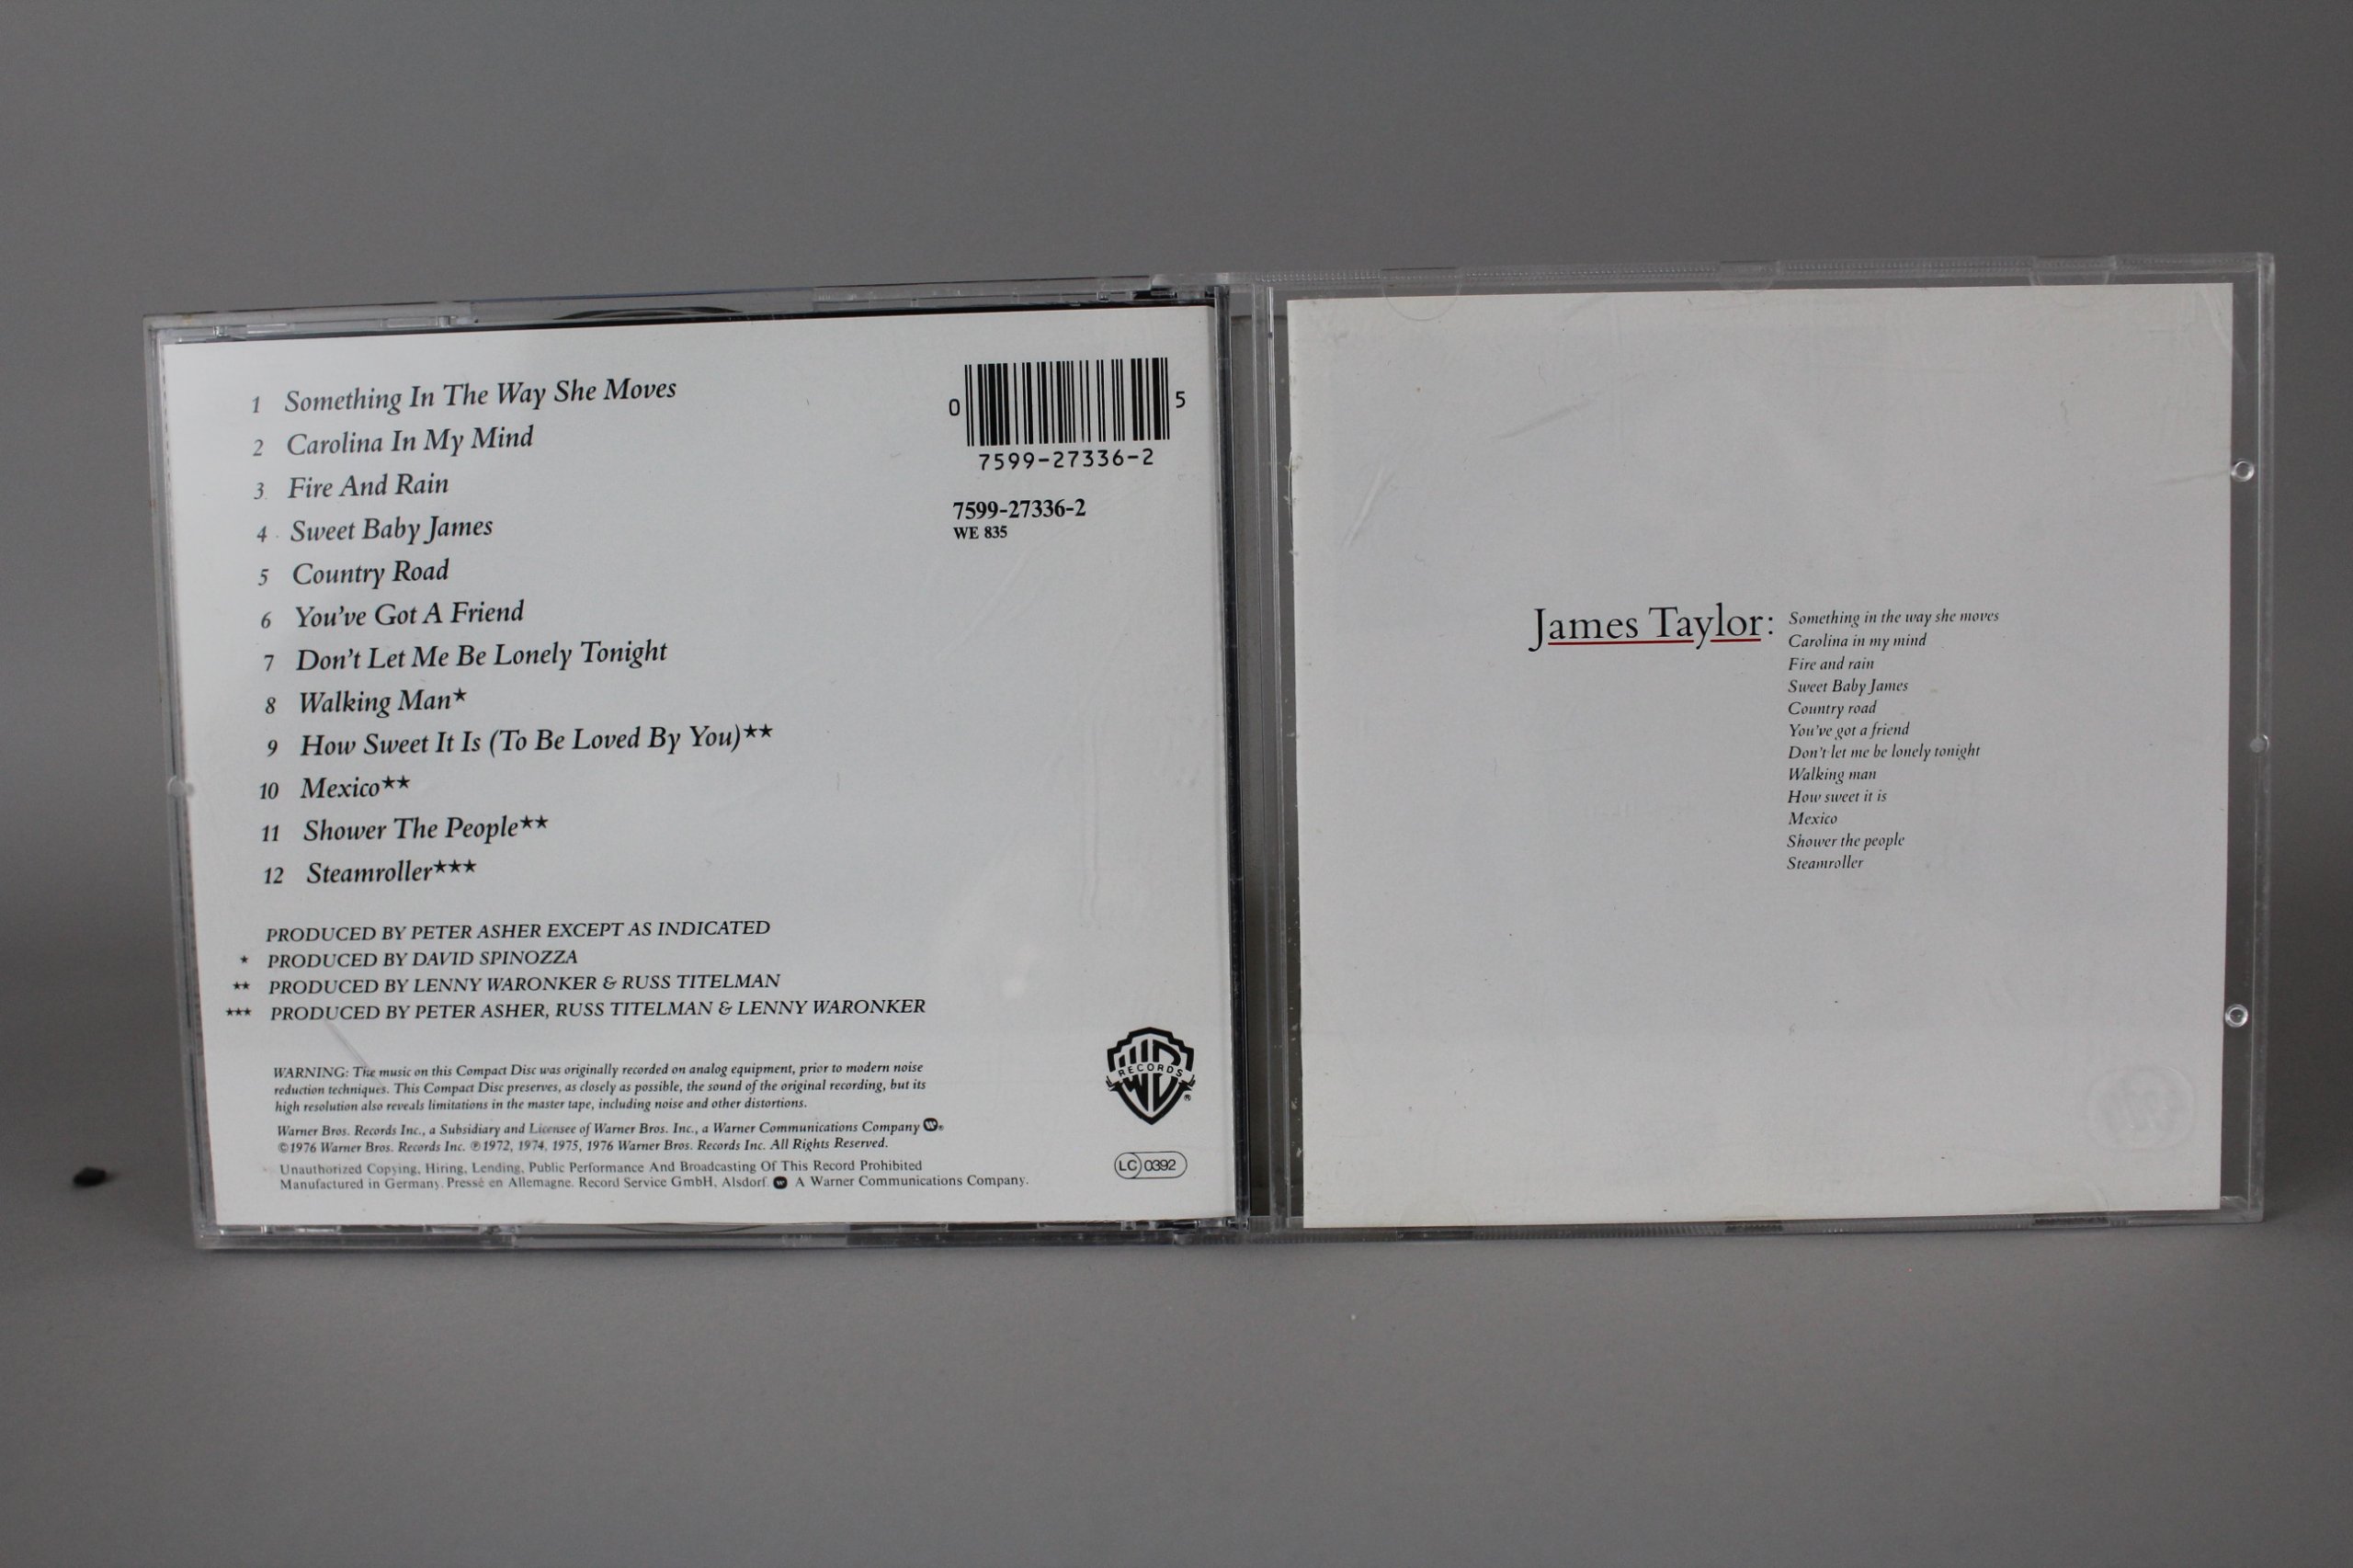 1 Something In The Way She Moves
2 Carolina In My Mind
3 Fire And Rain
4 Sweet Baby James
5 Country Road
6 You've Got A Friend
7 Don't Let Me Be Lonely Tonight
8 Walking Man★
9 How Sweet It Is (To Be Loved By You)★★
10 Mexico★★
11 Shower The People★★
12 Steamroller★★★
PRODUCED BY PETER ASHER EXCEPT AS INDICATED
★ PRODUCED BY DAVID SPINOZZA
★★ PRODUCED BY LENNY WARONKER & RUSS TITELMAN
★★★ PRODUCED BY PETER ASHER, RUSS TITELMAN & LENNY WARONKER
WARNING: The music on this Compact Disc was originally recorded on analog equipment, prior to modern noise
reduction techniques. This Compact Disc preserves, as closely as possible, the sound of the original recording, but its
high resolution also reveals limitations in the master tape, including noise and other distortions.
Warner Bros. Records Inc., a Subsidiary and Licensee of Warner Bros. Inc., a Warner Communications Company
©1976 Warner Bros. Records Inc. ℗1972, 1974, 1975, 1976 Warner Bros. Records Inc. All Rights Reserved.
Unauthorized Copying, Hiring, Lending, Public Performance And Broadcasting Of This Record Prohibited
Manufactured in Germany. Pressé en Allemagne. Record Service GmbH, Alsdorf. A Warner Communications Company.
0 5
7599-27336-2
7599-27336-2
WE 835
RECORDS
LC 0392
James Taylor:
Something in the way she moves
Carolina in my mind
Fire and rain
Sweet Baby James
Country road
You've got a friend
Don't let me be lonely tonight
Walking man
How sweet it is
Mexico
Shower the people
Steamroller